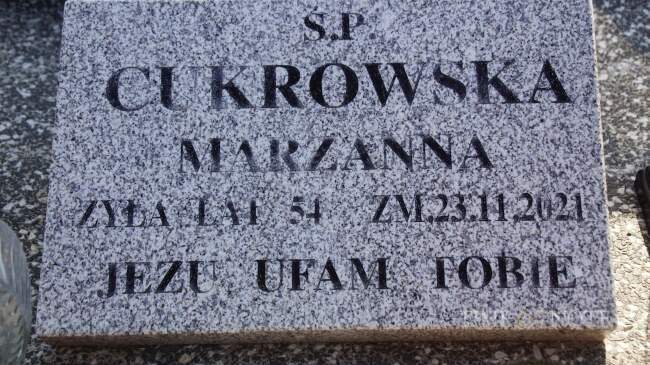 Ś.P.
CUKROWSKA
MARZANNA
ŻYŁA LAT 54 ZM.23.11.2021
JEZU UFAM TOBIE